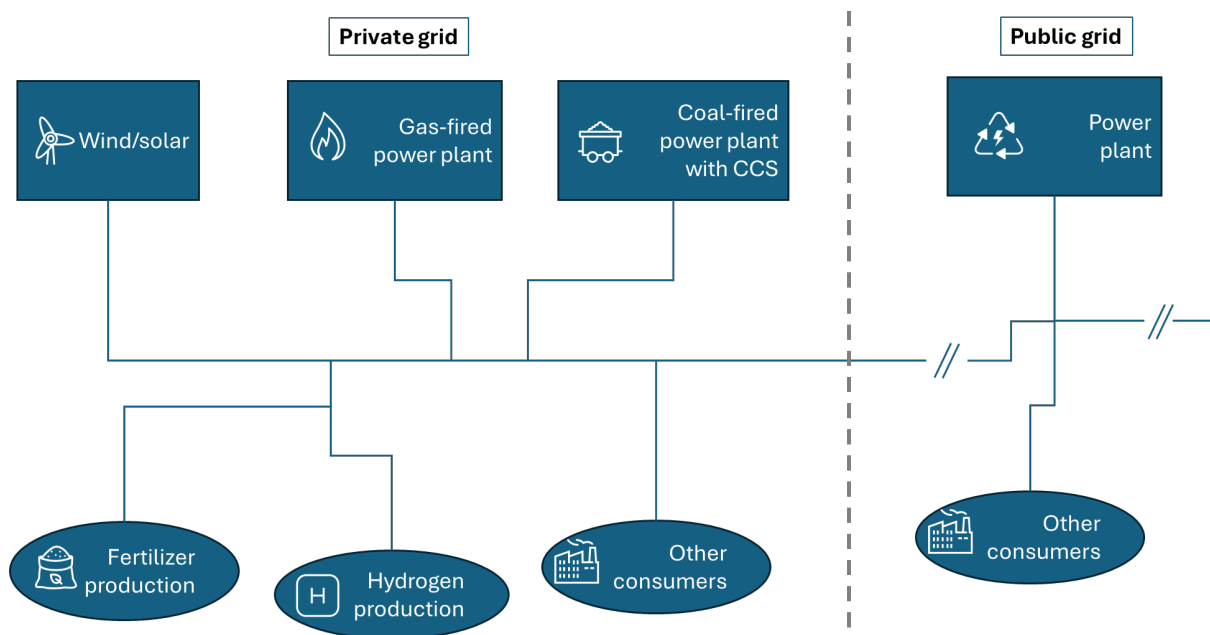 Private grid
Public grid
Wind/solar
Gas-fired
power plant
Coal-fired
power plant
with CCS
Power
plant
Fertilizer
production
H
Hydrogen
production
Other
consumers
Other
consumers